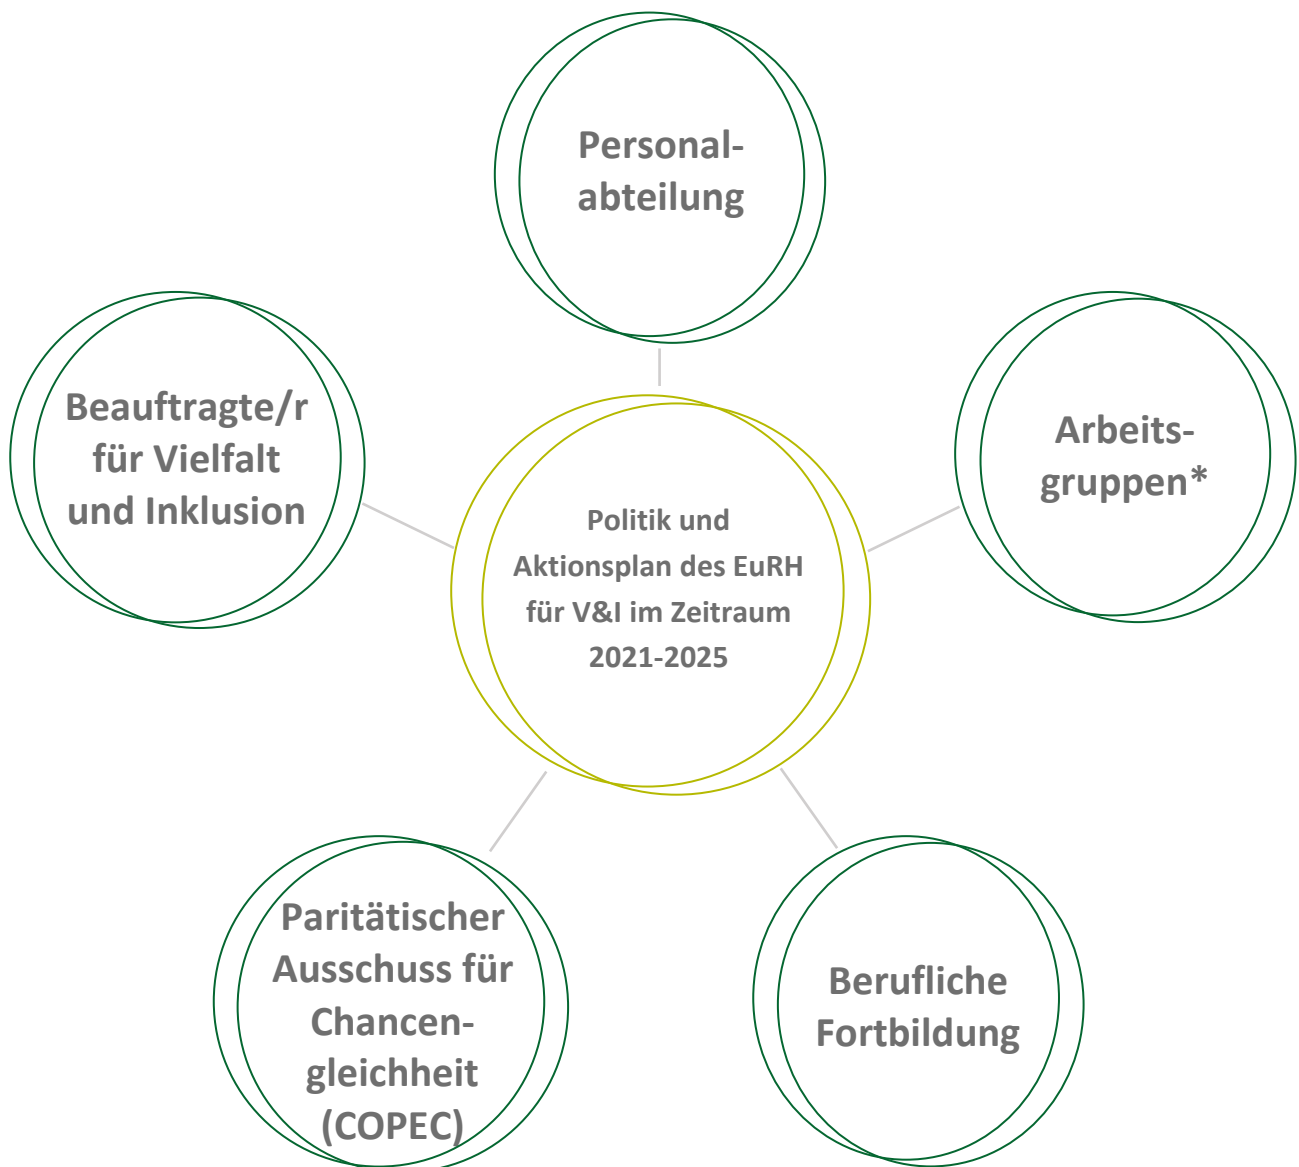 Personal-
abteilung
Beauftragte/r
für Vielfalt
und Inklusion
Arbeits-
gruppen*
Politik und
Aktionsplan des EuRH
für V&I im Zeitraum
2021-2025
Paritätischer
Ausschuss für
Chancen-
gleichheit
(COPEC)
Berufliche
Fortbildung